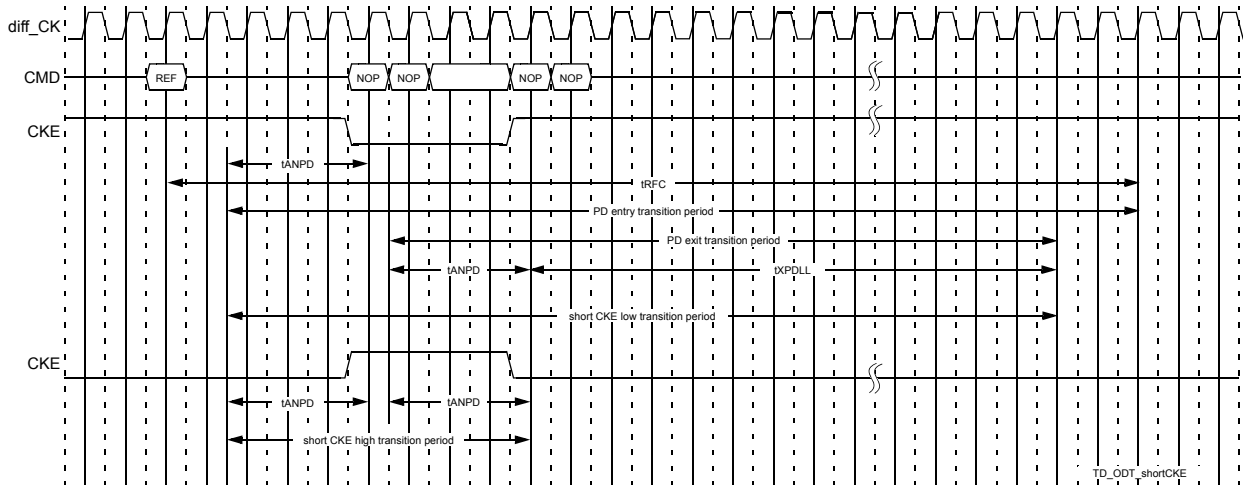 diff_CK
CMD
REF
NOP
NOP
NOP
NOP
CKE
tANPD
tRFC
PD entry transition period
PD exit transition period
tANPD
tXPDLL
short CKE low transition period
CKE
tANPD
tANPD
short CKE high transition period
TD_ODT_shortCKE